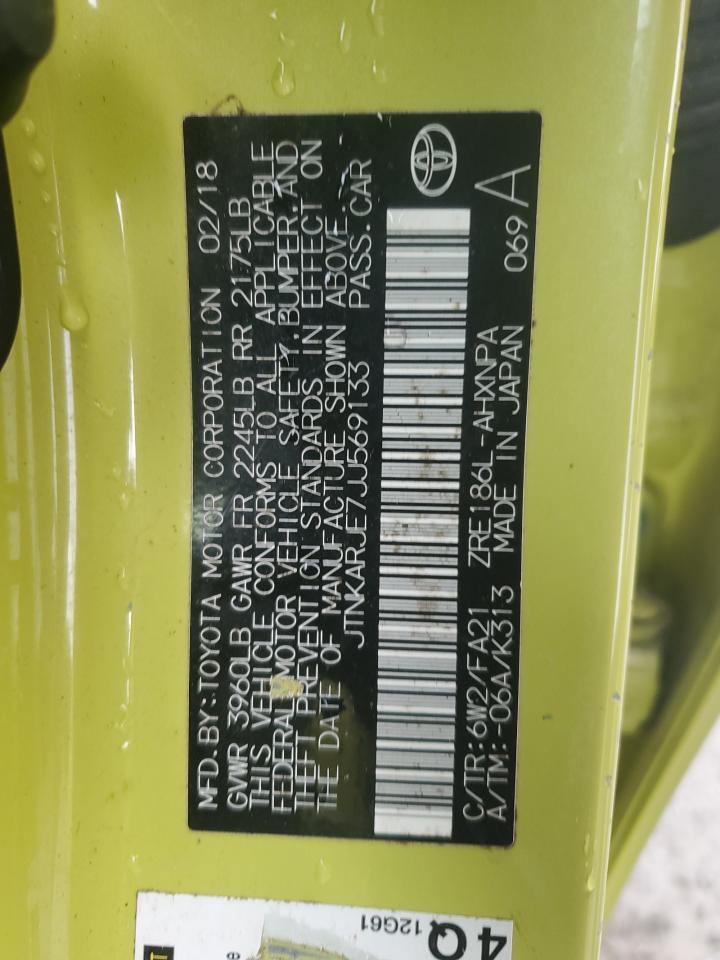 MFD.BY:TOYOTA MOTOR CORPORATION 02/18
GVWR 3960LB GAWR FR 2245LB RR 2175LB
THIS VEHICLE CONFORMS TO ALL APPLICABLE
FEDERAL MOTOR VEHICLE SAFETY,BUMPER,AND
THEFT PREVENTION STANDARDS IN EFFECT ON
THE DATE OF MANUFACTURE SHOWN ABOVE.
JTNKARJE7JJ569133 PASS.CAR
C/TR:6W2/FA21 ZRE186L-AHXNPA 069 A
A/TM:-06A/K313 MADE IN JAPAN
4Q
12G61